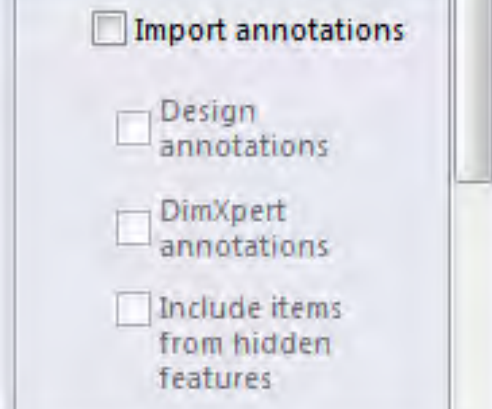 Import annotations
Design
annotations
DimXpert
annotations
Include items
from hidden
features